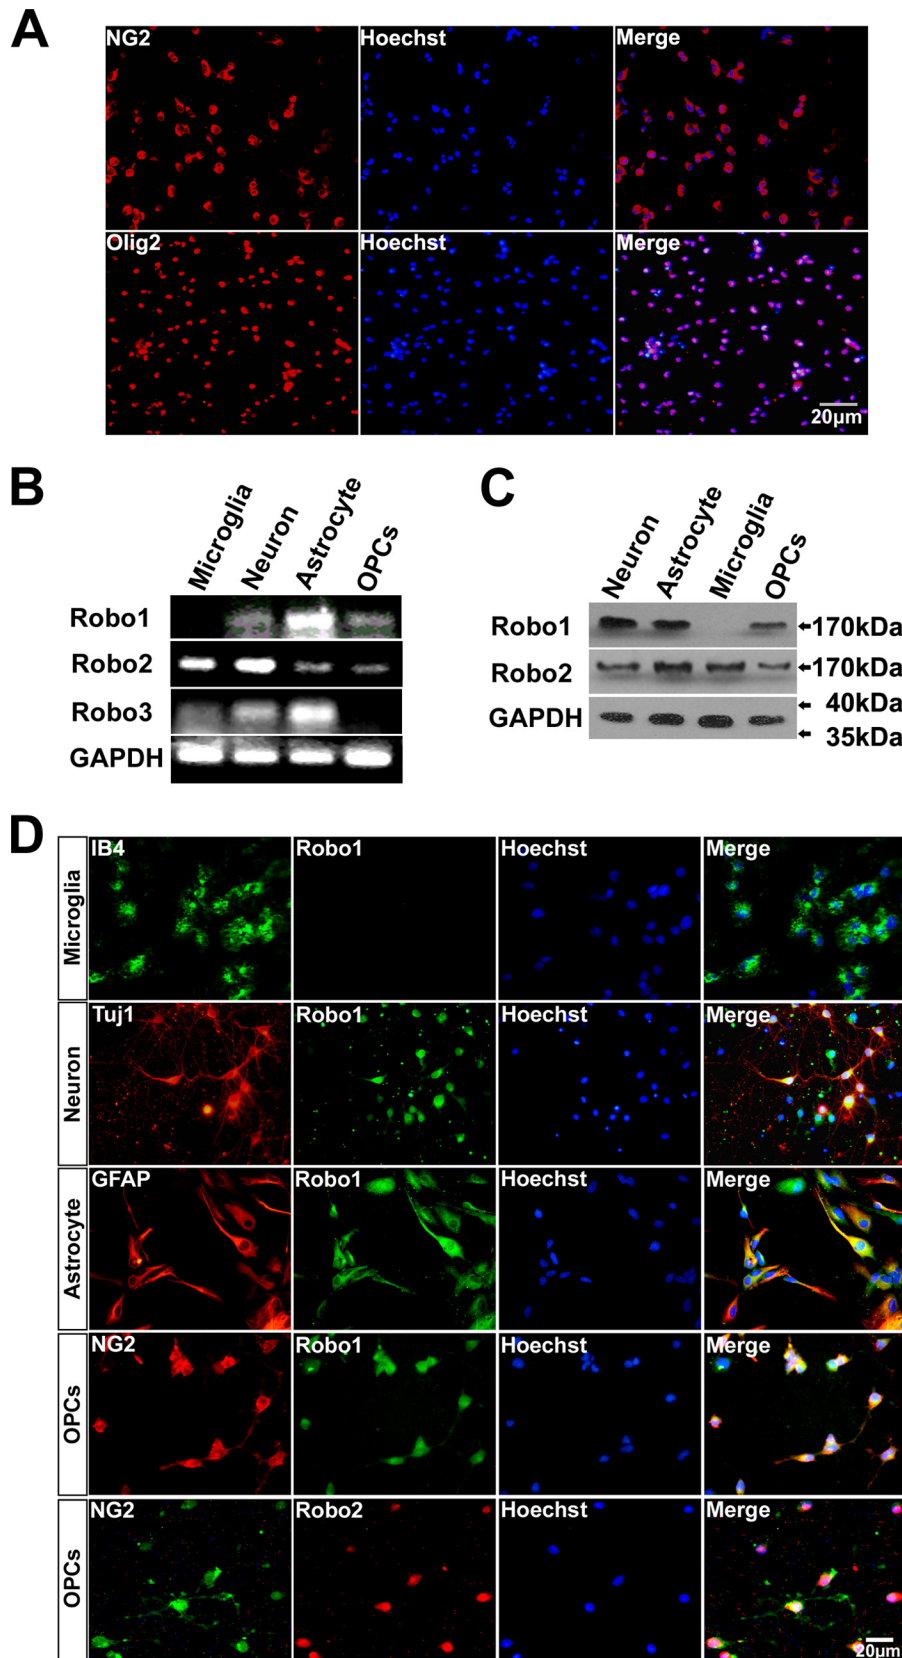 A
NG2 Hoechst Merge
Olig2 Hoechst Merge
20µm
B
Microglia Neuron Astrocyte OPCs
Robo1
Robo2
Robo3
GAPDH
C
Neuron Astrocyte Microglia OPCs
Robo1 170kDa
Robo2 170kDa
40kDa
GAPDH
35kDa
D
Microglia IB4 Robo1 Hoechst Merge
Neuron Tuj1 Robo1 Hoechst Merge
Astrocyte GFAP Robo1 Hoechst Merge
OPCs NG2 Robo1 Hoechst Merge
OPCs NG2 Robo2 Hoechst Merge
20µm